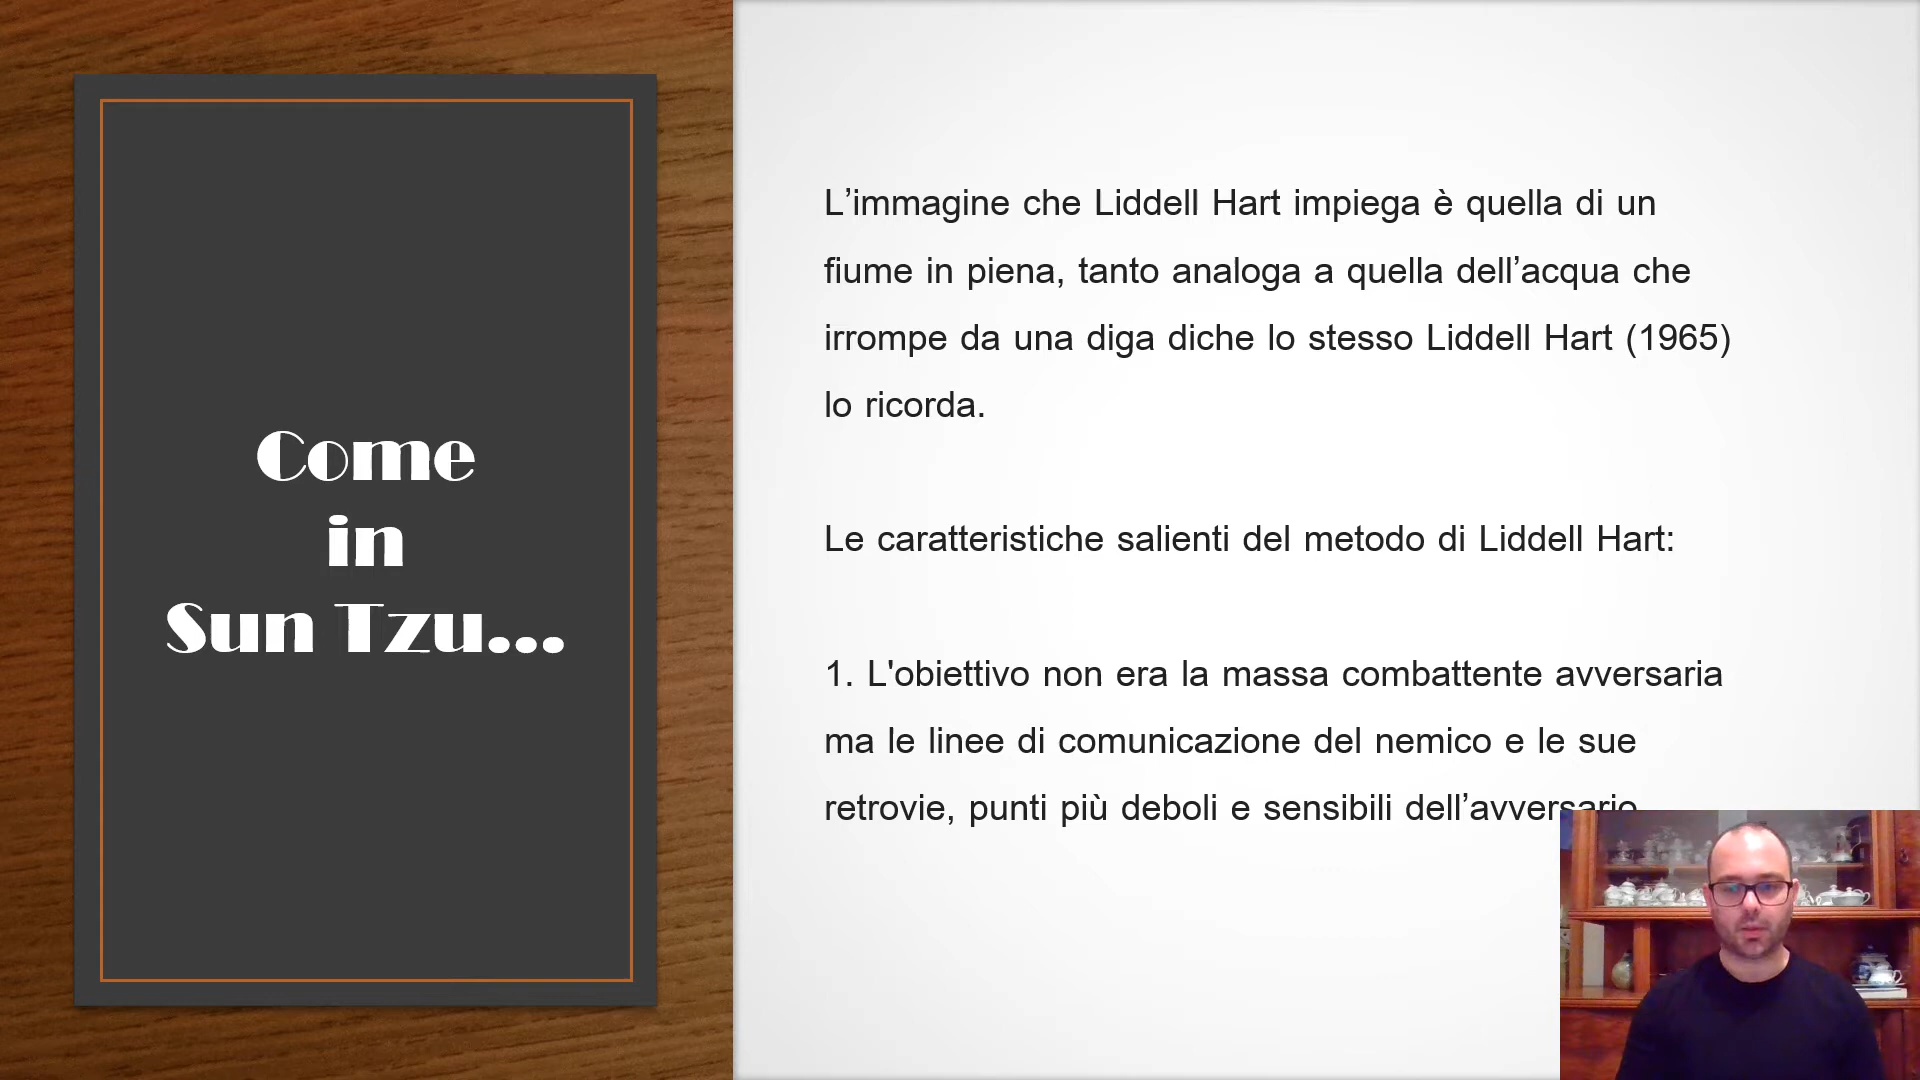 Come
in
Sun Tzu...
L’immagine che Liddell Hart impiega è quella di un
fiume in piena, tanto analoga a quella dell’acqua che
irrompe da una diga diche lo stesso Liddell Hart (1965)
lo ricorda.
Le caratteristiche salienti del metodo di Liddell Hart:
1. L'obiettivo non era la massa combattente avversaria
ma le linee di comunicazione del nemico e le sue
retrovie, punti più deboli e sensibili dell’avversario